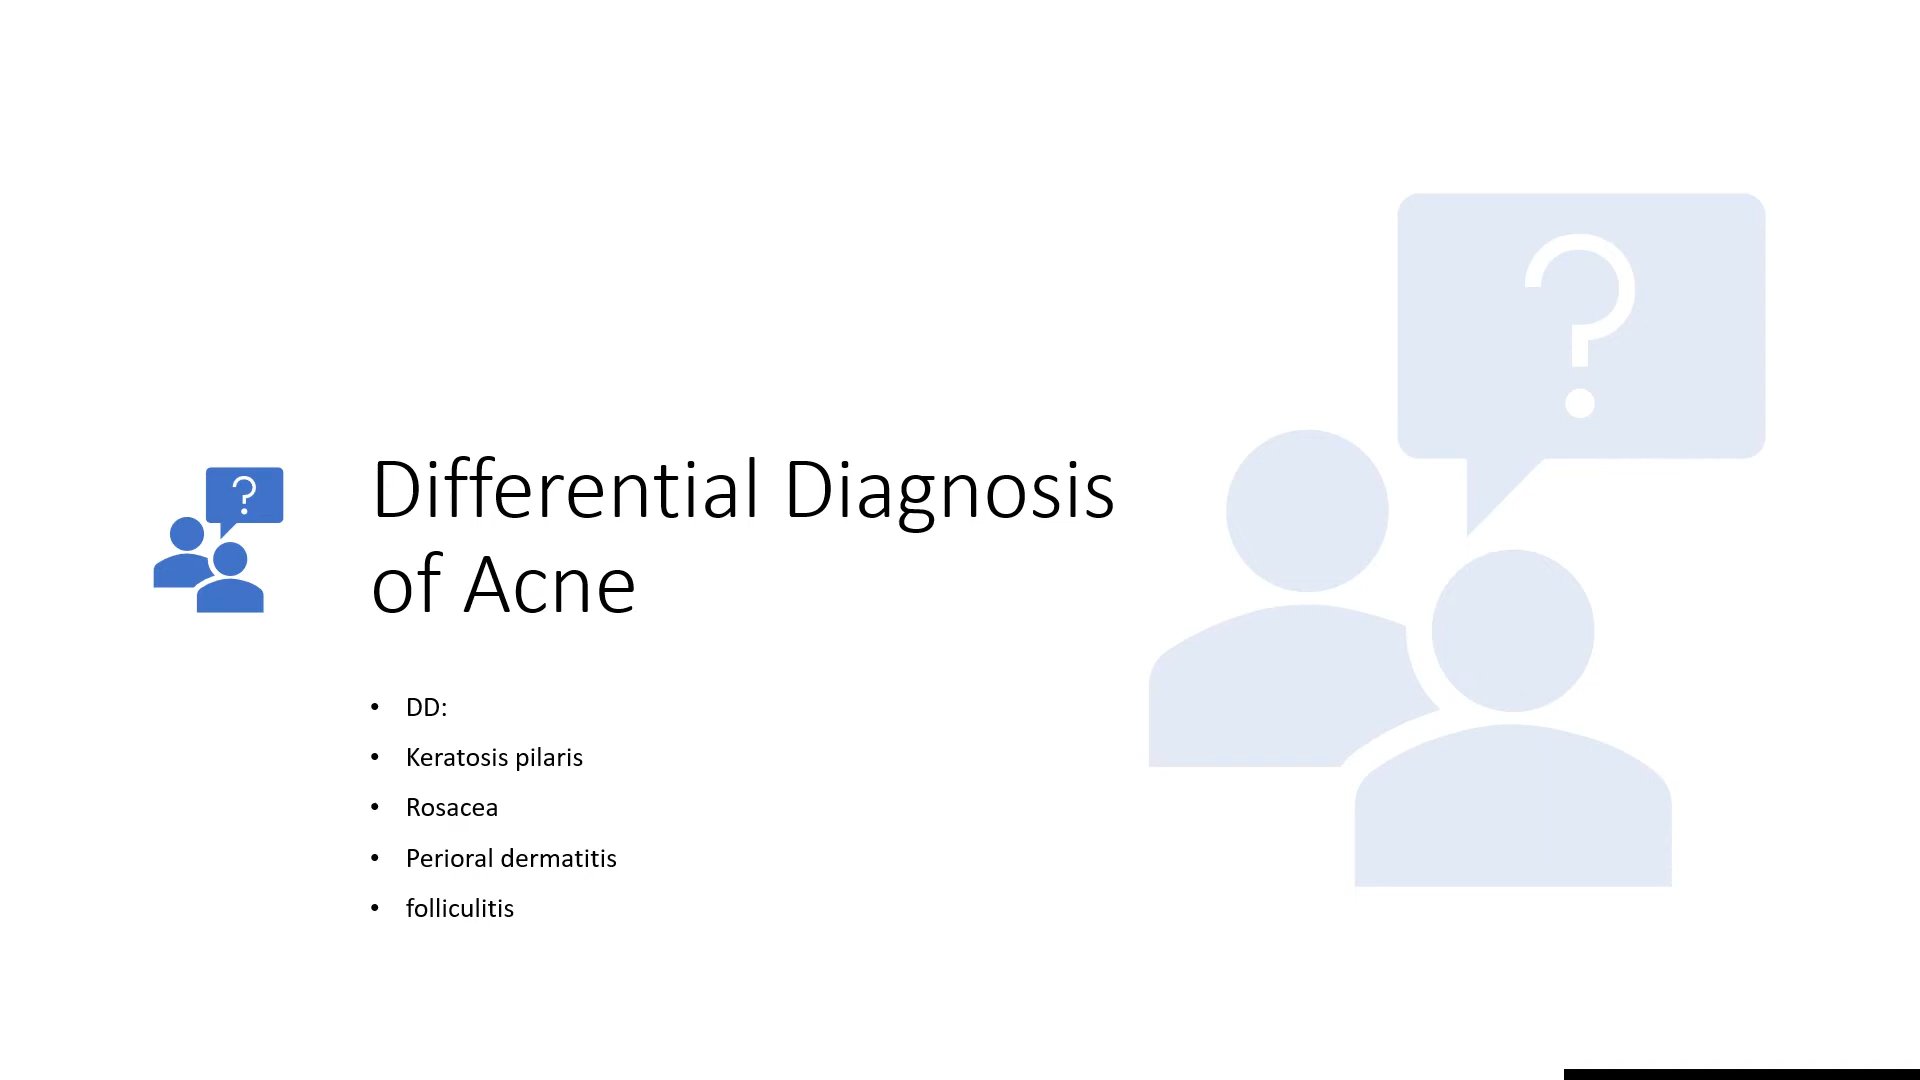 ?
?
Differential Diagnosis
of Acne
• DD:
• Keratosis pilaris
• Rosacea
• Perioral dermatitis
• folliculitis